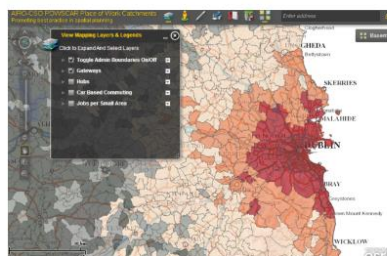 AIRO-CSO POWSCAR Place of Work Catchments
Promoting best practice in spatial planning
Enter address
View Mapping Layers & Legends
Click to Expand And Select Layers
Toggle Admin Boundaries On/Off
Gateways
Hubs
Car Based Commuting
Jobs per Small Area
SKERRIES
MALAHIDE
DUBLIN
BRAY
WICKLOW